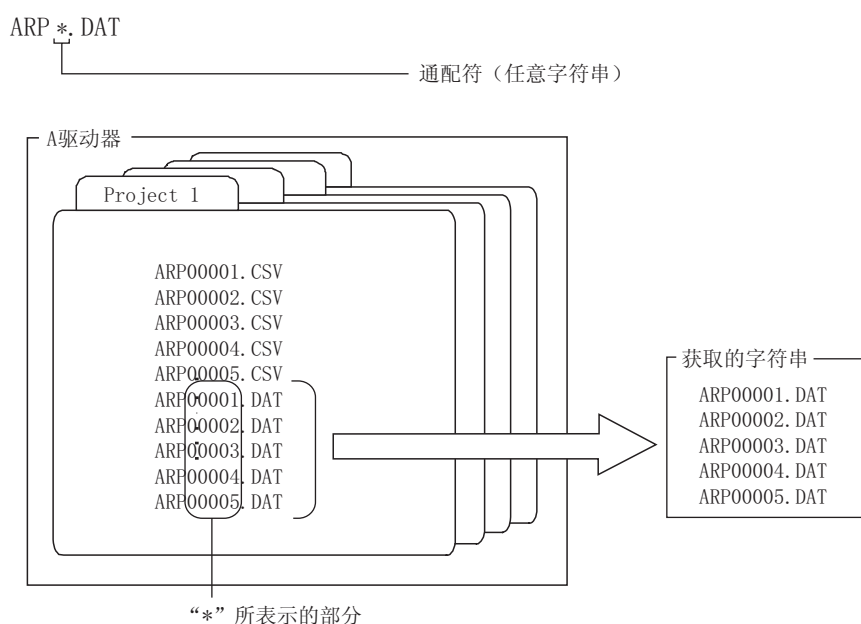 ARP*.DAT
通配符（任意字符串）
A驱动器
Project 1
ARP00001.CSV
ARP00002.CSV
ARP00003.CSV
ARP00004.CSV
ARP00005.CSV
ARP00001.DAT
ARP00002.DAT
ARP00003.DAT
ARP00004.DAT
ARP00005.DAT
获取的字符串
ARP00001.DAT
ARP00002.DAT
ARP00003.DAT
ARP00004.DAT
ARP00005.DAT
“*”所表示的部分